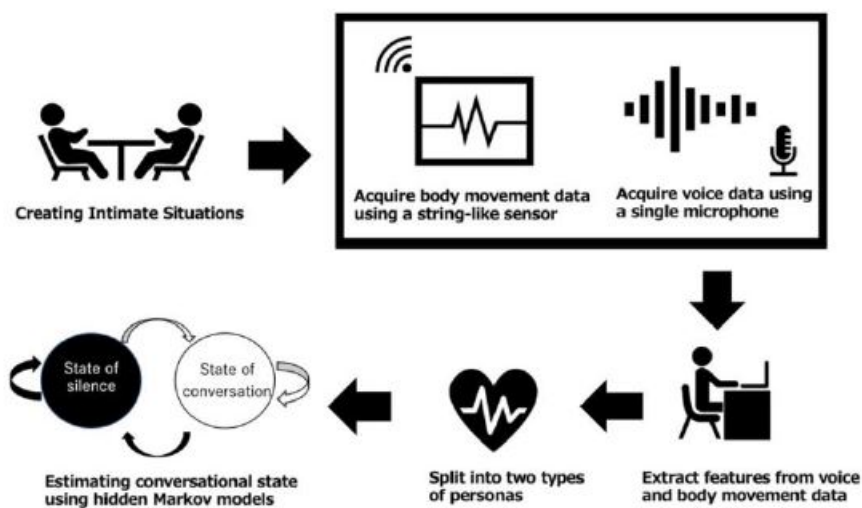 Creating Intimate Situations
Acquire body movement data
using a string-like sensor
Acquire voice data using
a single microphone
Extract features from voice
and body movement data
Split into two types
of personas
State of
silence
State of
conversation
Estimating conversational state
using hidden Markov models